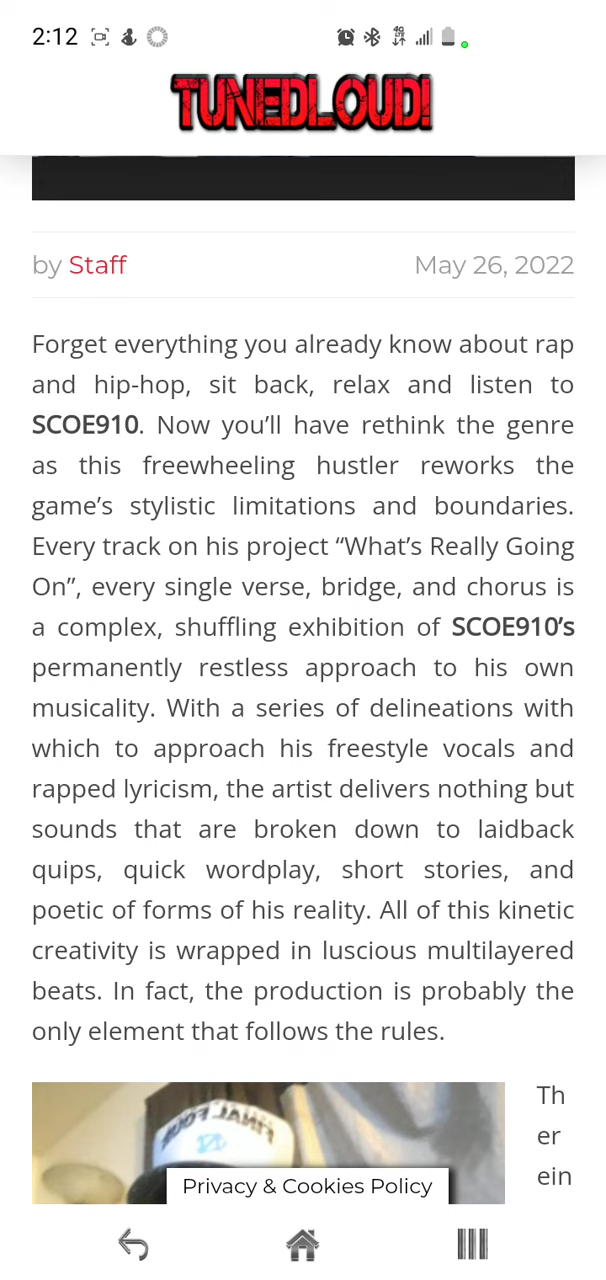 2:12
TUNEDLOUD!
by Staff
May 26, 2022
Forget everything you already know about rap
and hip-hop, sit back, relax and listen to
SCOE910. Now you’ll have rethink the genre
as this freewheeling hustler reworks the
game’s stylistic limitations and boundaries.
Every track on his project “What’s Really Going
On”, every single verse, bridge, and chorus is
a complex, shuffling exhibition of SCOE910’s
permanently restless approach to his own
musicality. With a series of delineations with
which to approach his freestyle vocals and
rapped lyricism, the artist delivers nothing but
sounds that are broken down to laidback
quips, quick wordplay, short stories, and
poetic of forms of his reality. All of this kinetic
creativity is wrapped in luscious multilayered
beats. In fact, the production is probably the
only element that follows the rules.
Th
er
ein
FINAL FOUR
Privacy & Cookies Policy